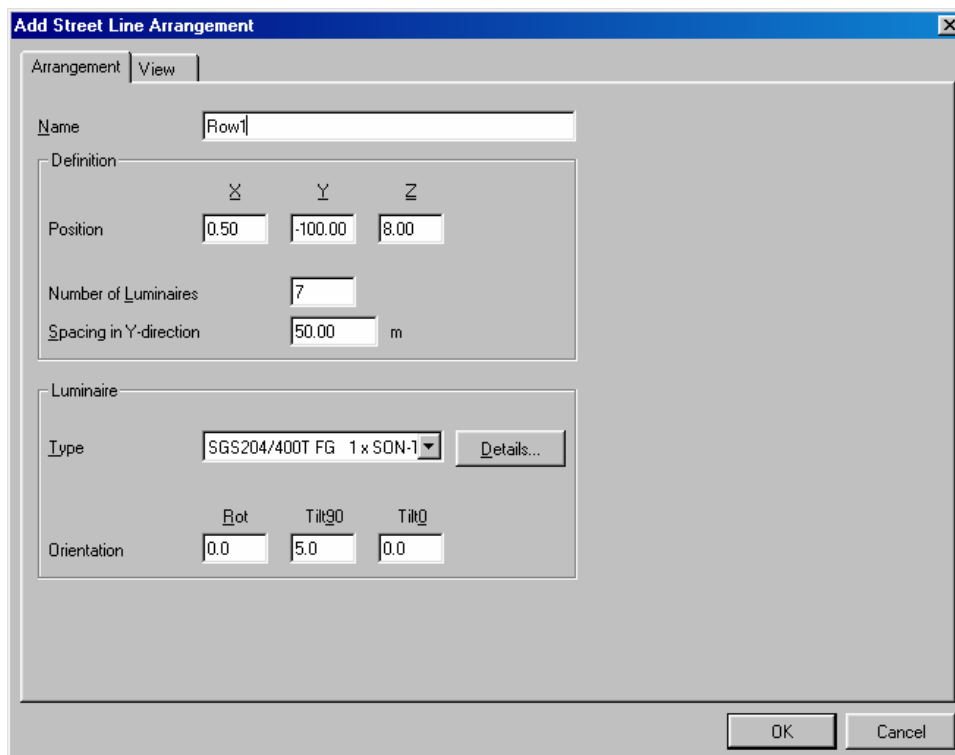 Add Street Line Arrangement
Arrangement View
Name Row1
Definition
X Y Z
Position 0.50 -100.00 8.00
Number of Luminaires 7
Spacing in Y-direction 50.00 m
Luminaire
Type SGS204/400T FG 1 x SON-T Details...
Rot Tilt90 Tilt0
Orientation 0.0 5.0 0.0
OK Cancel